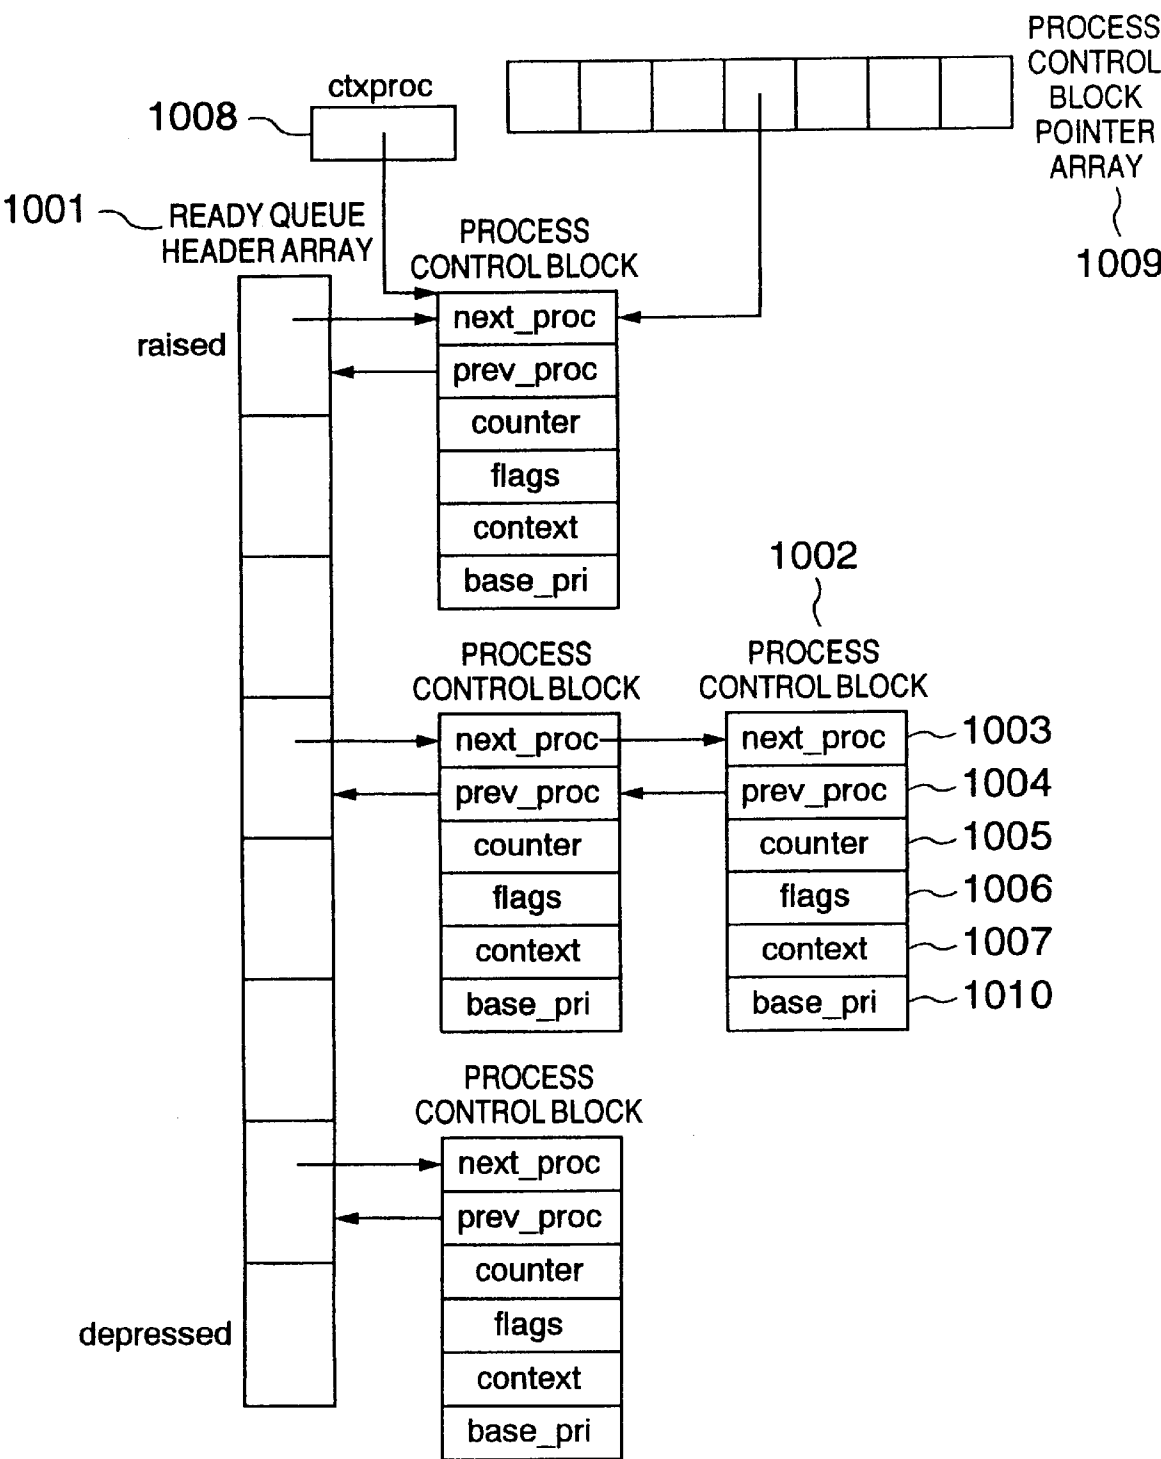 PROCESS
CONTROL
BLOCK
POINTER
ARRAY
1009
ctxproc
1008
1001
READY QUEUE
HEADER ARRAY
raised
depressed
PROCESS
CONTROL BLOCK
next_proc
prev_proc
counter
flags
context
base_pri
1002
PROCESS
CONTROL BLOCK
next_proc
prev_proc
counter
flags
context
base_pri
PROCESS
CONTROL BLOCK
next_proc 1003
prev_proc 1004
counter 1005
flags 1006
context 1007
base_pri 1010
PROCESS
CONTROL BLOCK
next_proc
prev_proc
counter
flags
context
base_pri